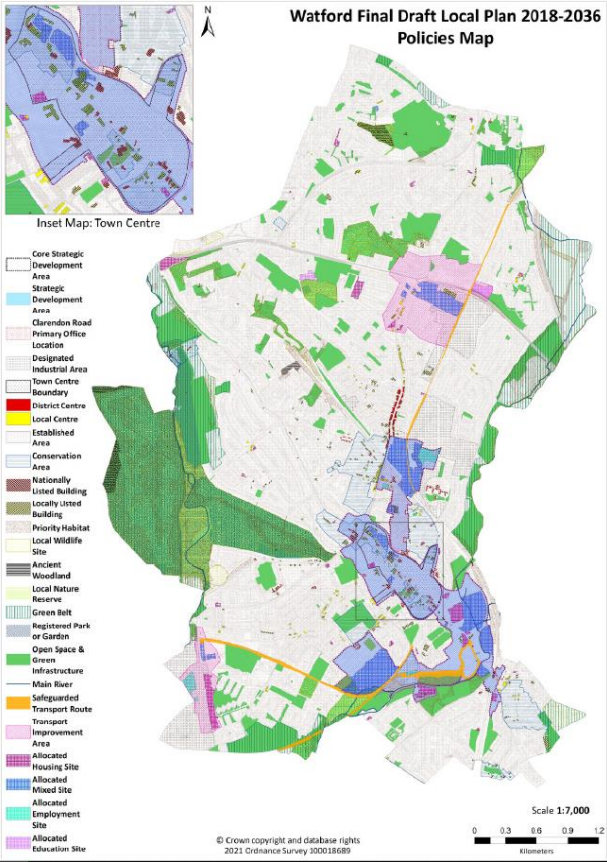 Watford Final Draft Local Plan 2018-2036
Policies Map
N
Inset Map: Town Centre
Core Strategic
Development
Area
Strategic
Development
Area
Clarendon Road
Primary Office
Location
Designated
Industrial Area
Town Centre
Boundary
District Centre
Local Centre
Established
Area
Conservation
Area
Nationally
Listed Building
Locally Listed
Building
Priority Habitat
Local Wildlife
Site
Ancient
Woodland
Local Nature
Reserve
Green Belt
Registered Park
or Garden
Open Space &
Green
Infrastructure
Main River
Safeguarded
Transport Route
Transport
Improvement
Area
Allocated
Housing Site
Allocated
Mixed Site
Allocated
Employment
Site
Allocated
Education Site
Scale 1:7,000
0 0.3 0.6 0.9 1.2
Kilometers
© Crown copyright and database rights
2021 Ordnance Survey 100018689